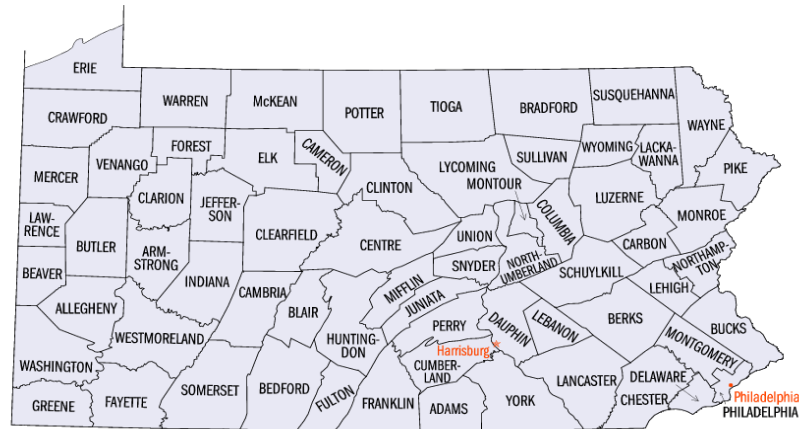 ERIE
CRAWFORD
WARREN
McKEAN
POTTER
TIOGA
BRADFORD
SUSQUEHANNA
WAYNE
FOREST
VENANGO
ELK
CAMERON
LYCOMING
SULLIVAN
WYOMING
LACKA-
WANNA
PIKE
MERCER
CLARION
JEFFER-
SON
CLINTON
MONTOUR
COLUMBIA
LUZERNE
MONROE
LAW-
RENCE
BUTLER
ARM-
STRONG
CLEARFIELD
CENTRE
UNION
NORTH-
UMBERLAND
CARBON
NORTHAMP-
TON
BEAVER
INDIANA
SNYDER
SCHUYLKILL
LEHIGH
ALLEGHENY
CAMBRIA
BLAIR
MIFFLIN
JUNIATA
WESTMORELAND
HUNTING-
DON
PERRY
DAUPHIN
LEBANON
BERKS
BUCKS
Harrisburg
MONTGOMERY
WASHINGTON
SOMERSET
BEDFORD
CUMBER-
LAND
LANCASTER
DELAWARE
CHESTER
Philadelphia
PHILADELPHIA
GREENE
FAYETTE
FULTON
FRANKLIN
ADAMS
YORK